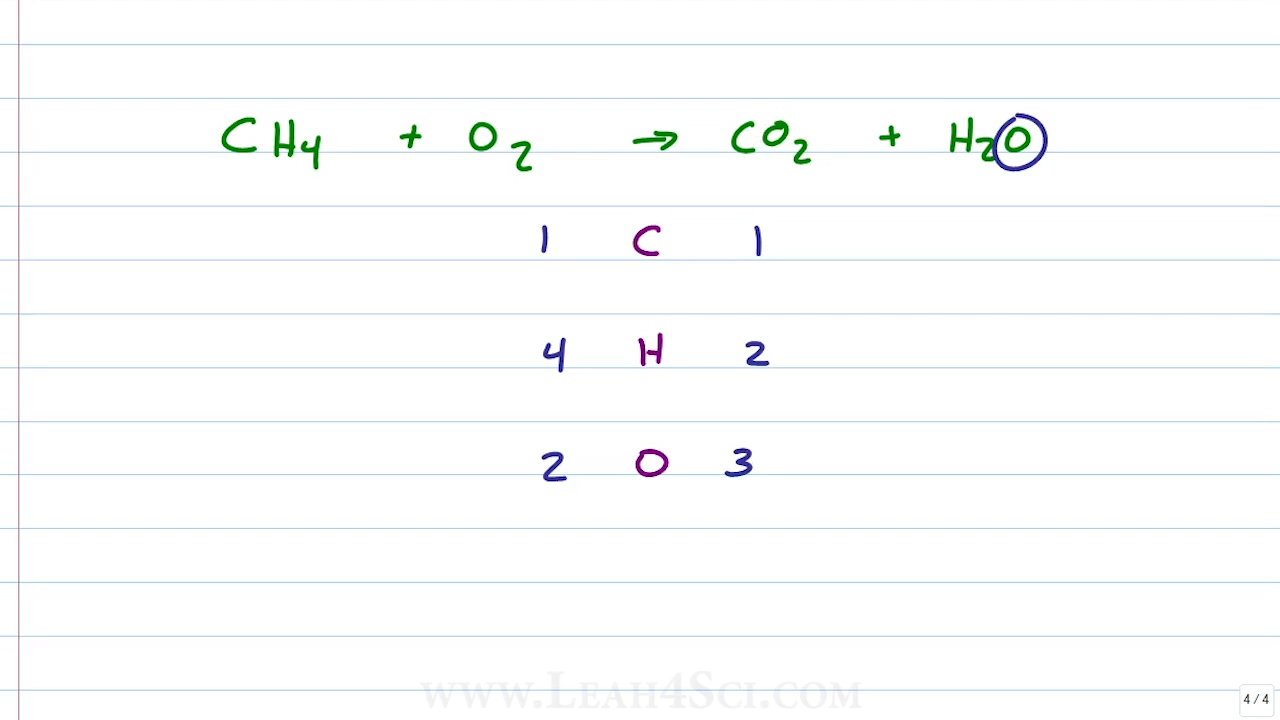 CH₄ + O₂ → CO₂ + H₂O
1 C 1
4 H 2
2 O 3
www.Leah4Sci.com
4 / 4